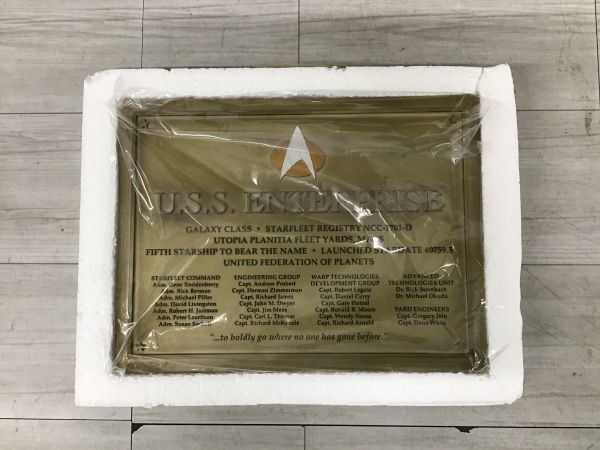 U.S.S. ENTERPRISE
GALAXY CLASS • STARFLEET REGISTRY NCC-1701-D
UTOPIA PLANITIA FLEET YARDS, MARS
FIFTH STARSHIP TO BEAR THE NAME • LAUNCHED STARDATE 40759.5
UNITED FEDERATION OF PLANETS
STARFLEET COMMAND
Adm. Gene Roddenberry
Adm. Rick Berman
Adm. Michael Piller
Adm. David Livingston
Adm. Robert H. Justman
Adm. Peter Lauritson
Adm. Susan
ENGINEERING GROUP
Capt. Andrew Probert
Capt. Herman Zimmerman
Capt. Richard James
Capt. John M. Dwyer
Capt. Jim Mees
Capt. Cari L. Thomas
Capt. Richard McKenzie
WARP TECHNOLOGIES
DEVELOPMENT GROUP
Capt. Robert Legato
Capt. Daniel Curry
Capt. Gary Hutzel
Capt. Ronald B. Moore
Capt. Wendy Neuss
Capt. Richard Arnold
ADVANCED
TECHNOLOGIES UNIT
Dr. Rick Sternbach
Dr. Michael Okuda
YARD ENGINEERS
Capt. Gregory Jein
Capt. Dana White
"...to boldly go where no one has gone before."